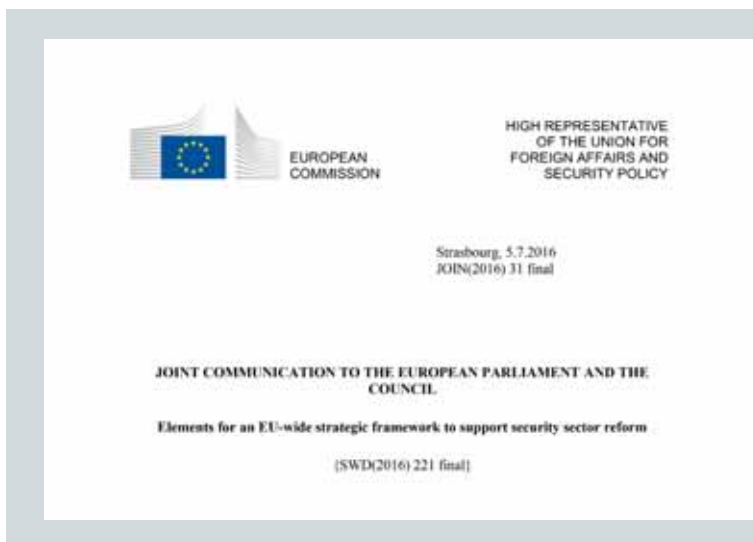 EUROPEAN
COMMISSION
HIGH REPRESENTATIVE
OF THE UNION FOR
FOREIGN AFFAIRS AND
SECURITY POLICY
Strasbourg, 5.7.2016
JOIN(2016) 31 final
JOINT COMMUNICATION TO THE EUROPEAN PARLIAMENT AND THE
COUNCIL
Elements for an EU-wide strategic framework to support security sector reform
{SWD(2016) 221 final}